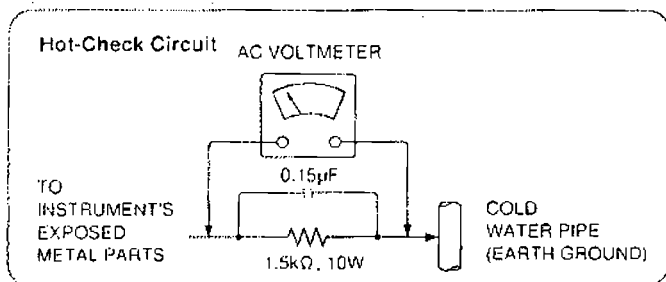 Hot-Check Circuit
AC VOLTMETER
0.15µF
TO
INSTRUMENT'S
EXPOSED
METAL PARTS
1.5kΩ, 10W
COLD
WATER PIPE
(EARTH GROUND)